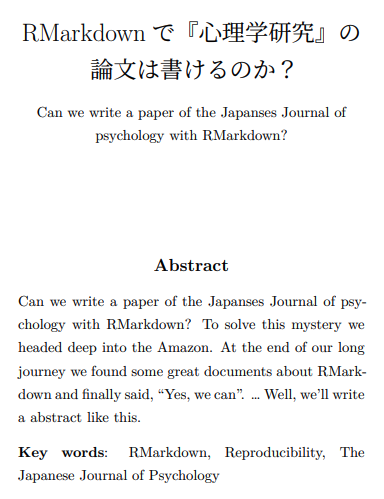 RMarkdown で『心理学研究』の
論文は書けるのか？
Can we write a paper of the Japanses Journal of
psychology with RMarkdown?
Abstract
Can we write a paper of the Japanses Journal of psy-
chology with RMarkdown? To solve this mystery we
headed deep into the Amazon. At the end of our long
journey we found some great documents about RMark-
down and finally said, “Yes, we can”. … Well, we’ll write
a abstract like this.
Key words: RMarkdown, Reproducibility, The
Japanese Journal of Psychology